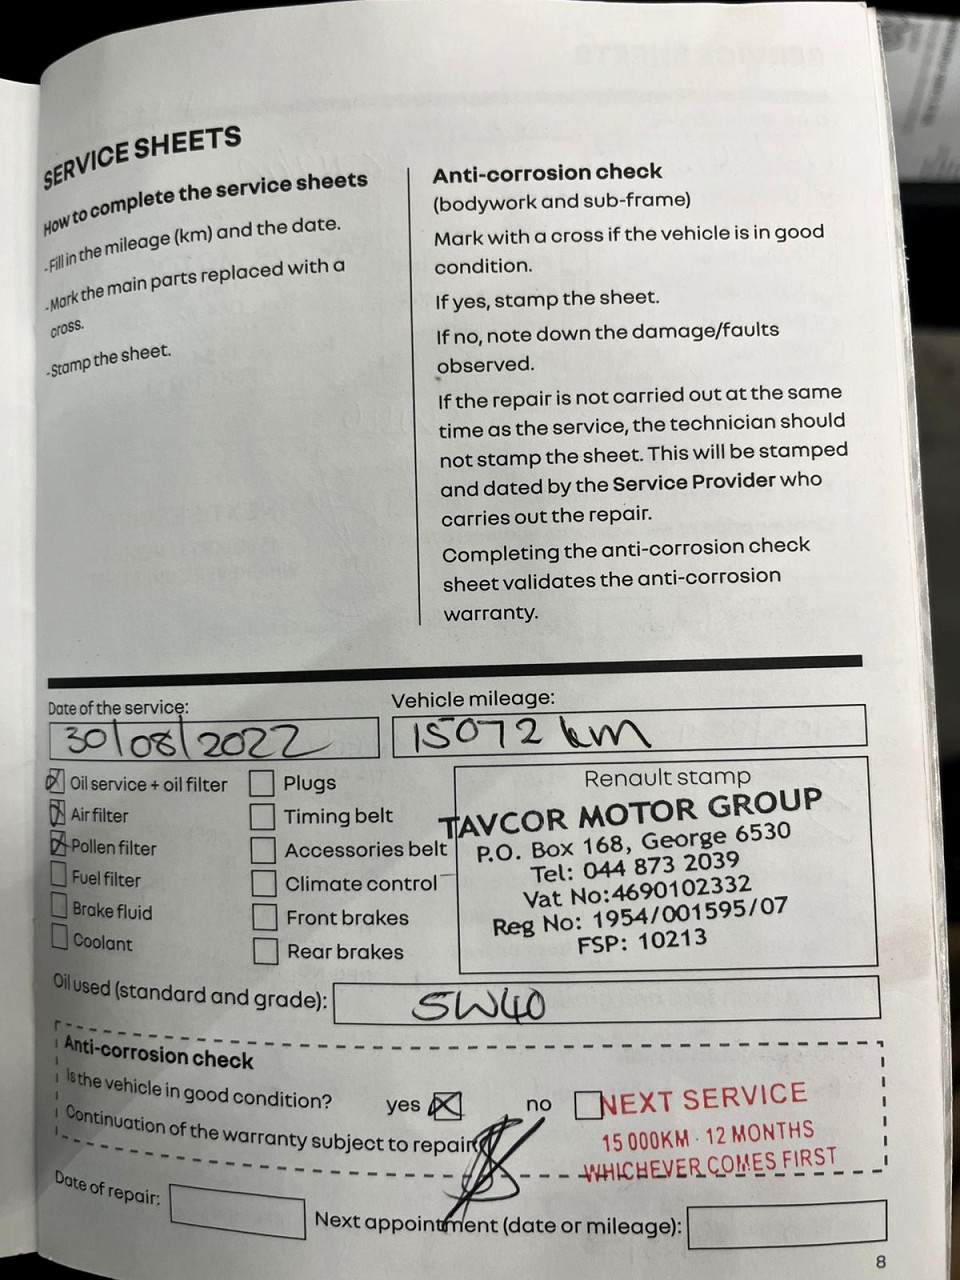 SERVICE SHEETS
How to complete the service sheets
-Fill in the mileage (km) and the date.
-Mark the main parts replaced with a
cross.
-Stamp the sheet.
Anti-corrosion check
(bodywork and sub-frame)
Mark with a cross if the vehicle is in good
condition.
If yes, stamp the sheet.
If no, note down the damage/faults
observed.
If the repair is not carried out at the same
time as the service, the technician should
not stamp the sheet. This will be stamped
and dated by the Service Provider who
carries out the repair.
Completing the anti-corrosion check
sheet validates the anti-corrosion
warranty.
Date of the service:
30/08/2022
Vehicle mileage:
15072 km
Oil service + oil filter
Air filter
Pollen filter
Fuel filter
Brake fluid
Coolant
Plugs
Timing belt
Accessories belt
Climate control
Front brakes
Rear brakes
Renault stamp
TAVCOR MOTOR GROUP
P.O. Box 168, George 6530
Tel: 044 873 2039
Vat No:4690102332
Reg No: 1954/001595/07
FSP: 10213
Oil used (standard and grade):
5W40
Anti-corrosion check
Is the vehicle in good condition? yes no
Continuation of the warranty subject to repair
NEXT SERVICE
15 000KM · 12 MONTHS
WHICHEVER COMES FIRST
Date of repair:
Next appointment (date or mileage):
8